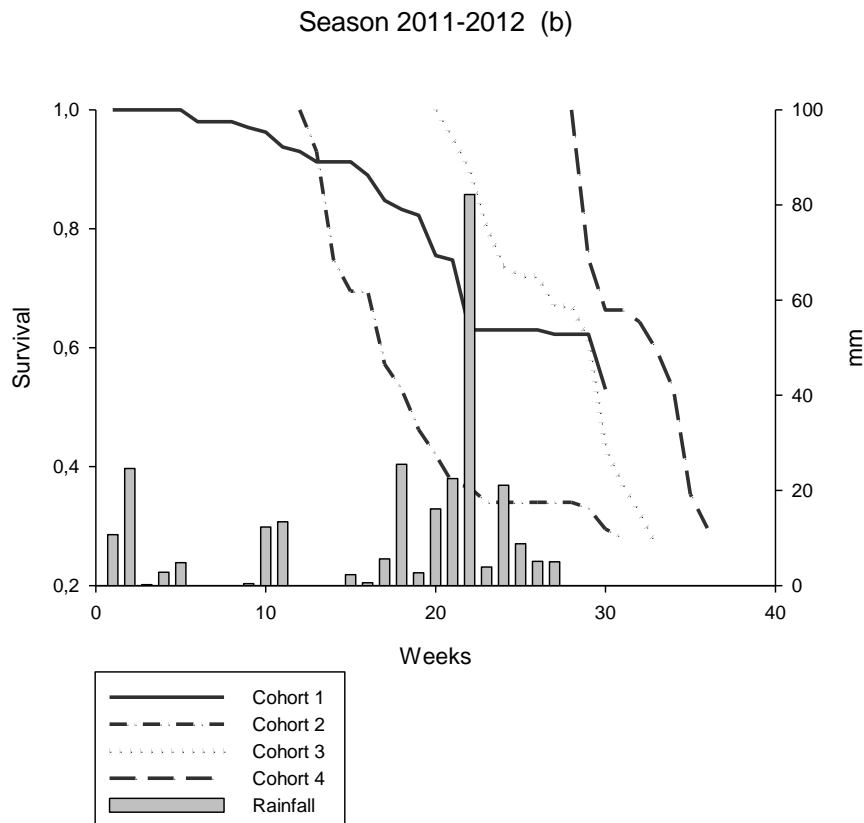 Season 2011-2012 (b)
1,0
0,8
0,6
0,4
0,2
Survival
100
80
60
40
20
0
mm
0 10 20 30 40
Weeks
Cohort 1
Cohort 2
Cohort 3
Cohort 4
Rainfall